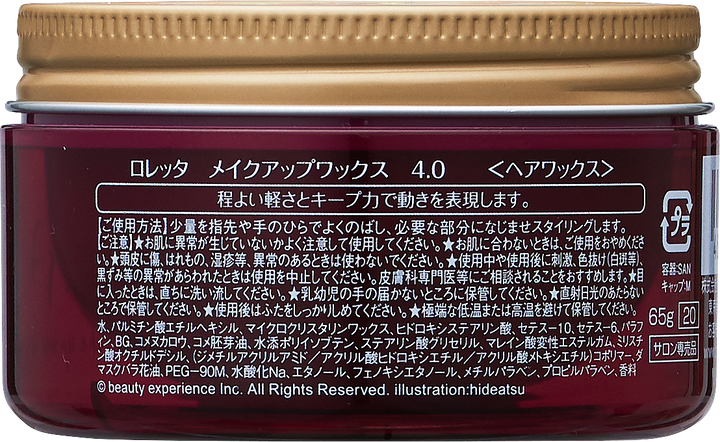 ロレッタ メイクアップワックス 4.0 〈ヘアワックス〉
程よい軽さとキープ力で動きを表現します。
【ご使用方法】少量を指先や手のひらでよくのばし、必要な部分になじませスタイリングします。
【ご注意】★お肌に異常が生じていないかよく注意して使用してください。★お肌に合わないときは、ご使用をおやめくださ
い。★頭皮に傷、はれもの、湿疹等、異常のあるときは使わないでください。★使用中や使用後に刺激、色抜け(白斑等)、
黒ずみ等の異常があらわれたときは使用を中止してください。皮膚科専門医等にご相談されることをおすすめします。★目
に入ったときは、直ちに洗い流してください。★乳幼児の手の届かないところに保管してください。★直射日光のあたらない
ところで保管してください。★使用後はふたをしっかりしめてください。★極端な低温または高温を避けて保管してください。
水、パルミチン酸エチルヘキシル、マイクロクリスタリンワックス、ヒドロキシステアリン酸、セテス-10、セテス-6、パラフ
ィン、BG、コメヌカロウ、コメ胚芽油、水添ポリイソブテン、ステアリン酸グリセリル、マレイン酸変性エステルガム、ミリスチ
ン酸オクチルドデシル、(ジメチルアクリルアミド/アクリル酸ヒドロキシエチル/アクリル酸メトキシエチル)コポリマー、ダ
マスクバラ花油、PEG-90M、水酸化Na、エタノール、フェノキシエタノール、メチルパラベン、プロピルパラベン、香料
© beauty experience Inc. All Rights Reserved. illustration:hideatsu
プラ
容器:SAN
キャップ:M
65g 20
サロン専売品